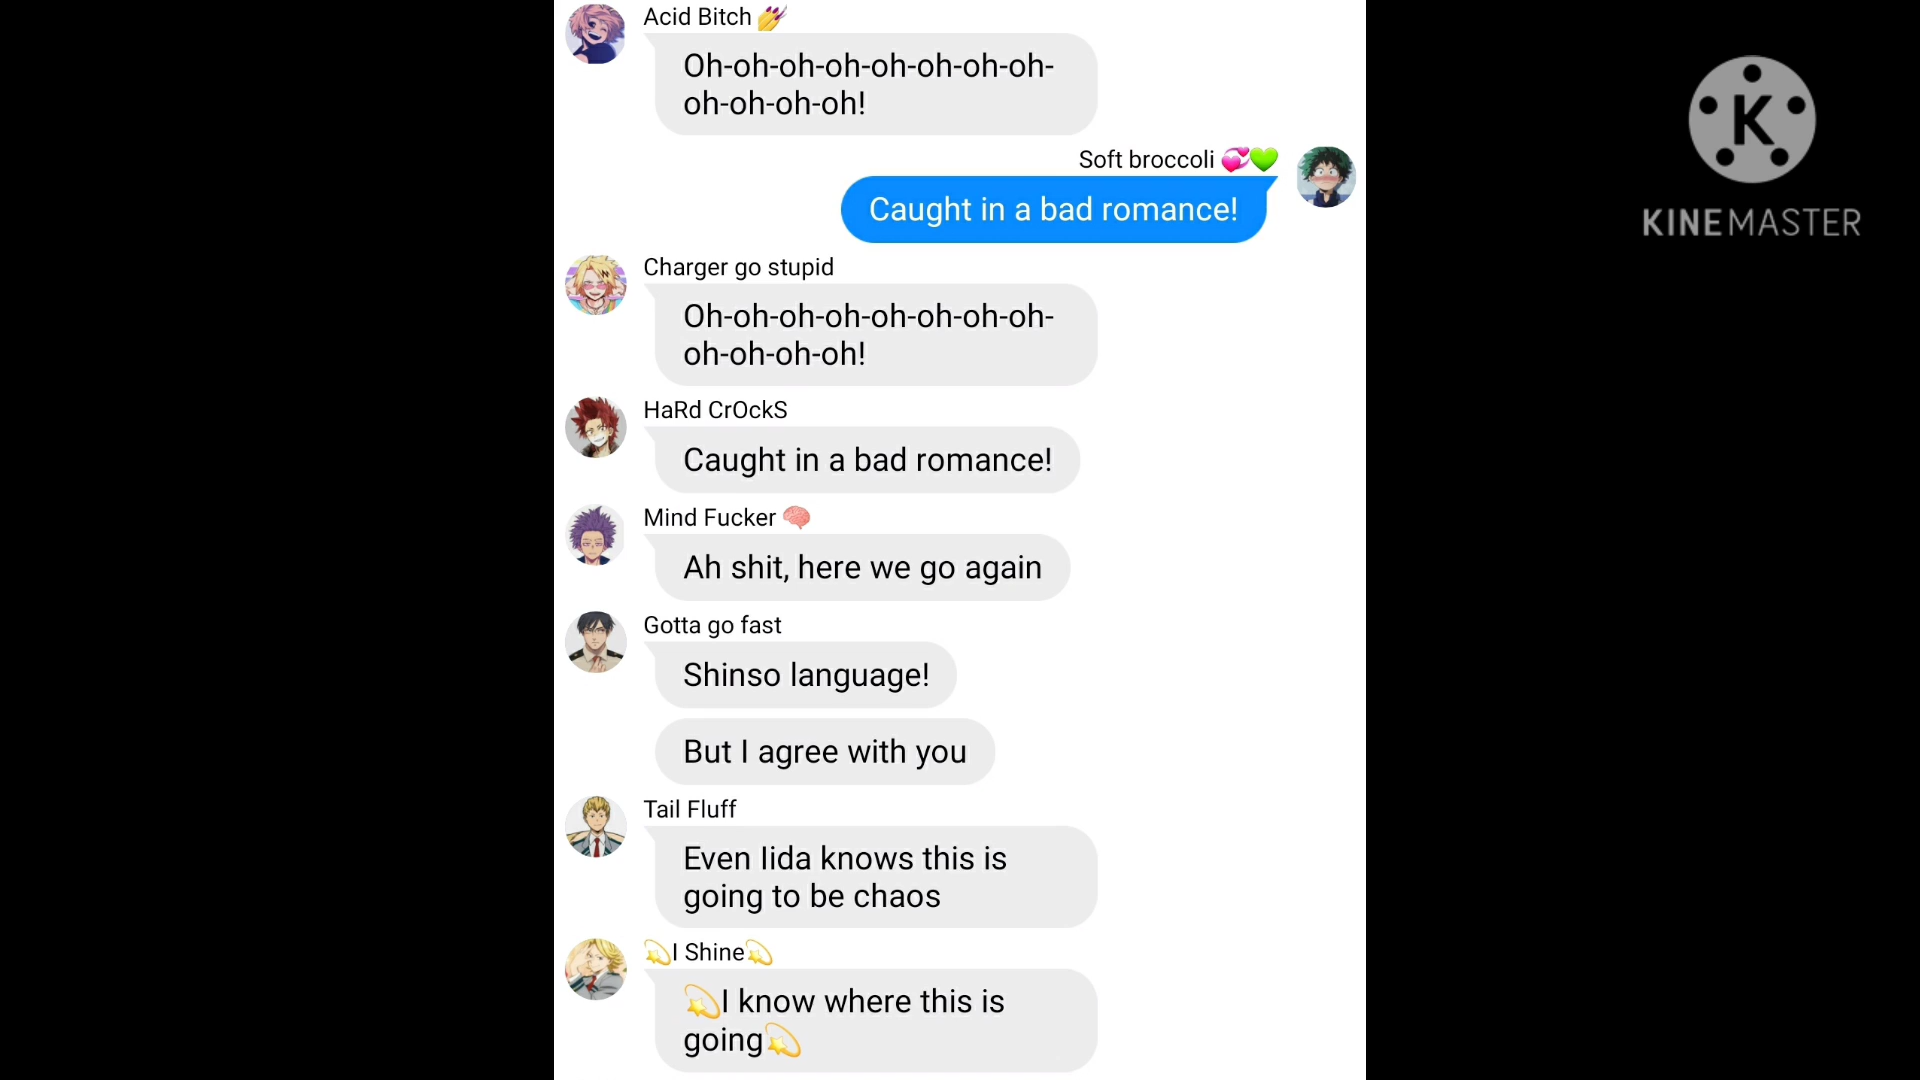 Acid Bitch 💅
Oh-oh-oh-oh-oh-oh-oh-oh-
oh-oh-oh-oh!
Soft broccoli 💞💚
Caught in a bad romance!
Charger go stupid
Oh-oh-oh-oh-oh-oh-oh-oh-
oh-oh-oh-oh!
HaRd CrOckS
Caught in a bad romance!
Mind Fucker 🧠
Ah shit, here we go again
Gotta go fast
Shinso language!
But I agree with you
Tail Fluff
Even Iida knows this is
going to be chaos
💫I Shine💫
💫I know where this is
going💫
K
KINEMASTER